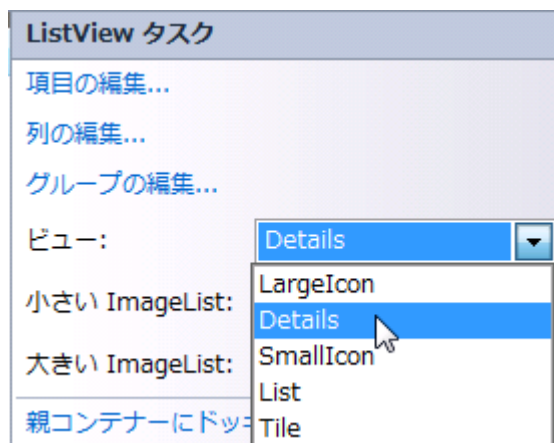 ListView タスク
項目の編集...
列の編集...
グループの編集...
ビュー: Details
LargeIcon
小さい ImageList:
Details
SmallIcon
大きい ImageList:
List
親コンテナーにドッ
Tile